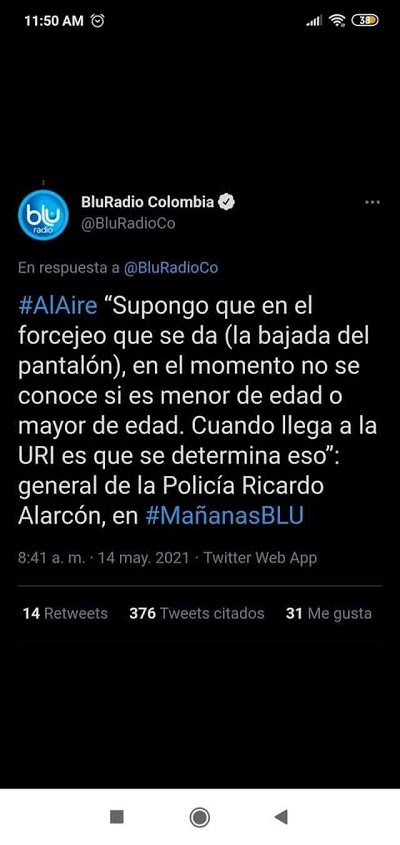 11:50 AM
38
blu
radio
BluRadio Colombia
@BluRadioCo
En respuesta a @BluRadioCo
#AlAire “Supongo que en el
forcejeo que se da (la bajada del
pantalón), en el momento no se
conoce si es menor de edad o
mayor de edad. Cuando llega a la
URI es que se determina eso”:
general de la Policía Ricardo
Alarcón, en #MañanasBLU
8:41 a. m. · 14 may. 2021 · Twitter Web App
14 Retweets 376 Tweets citados 31 Me gusta